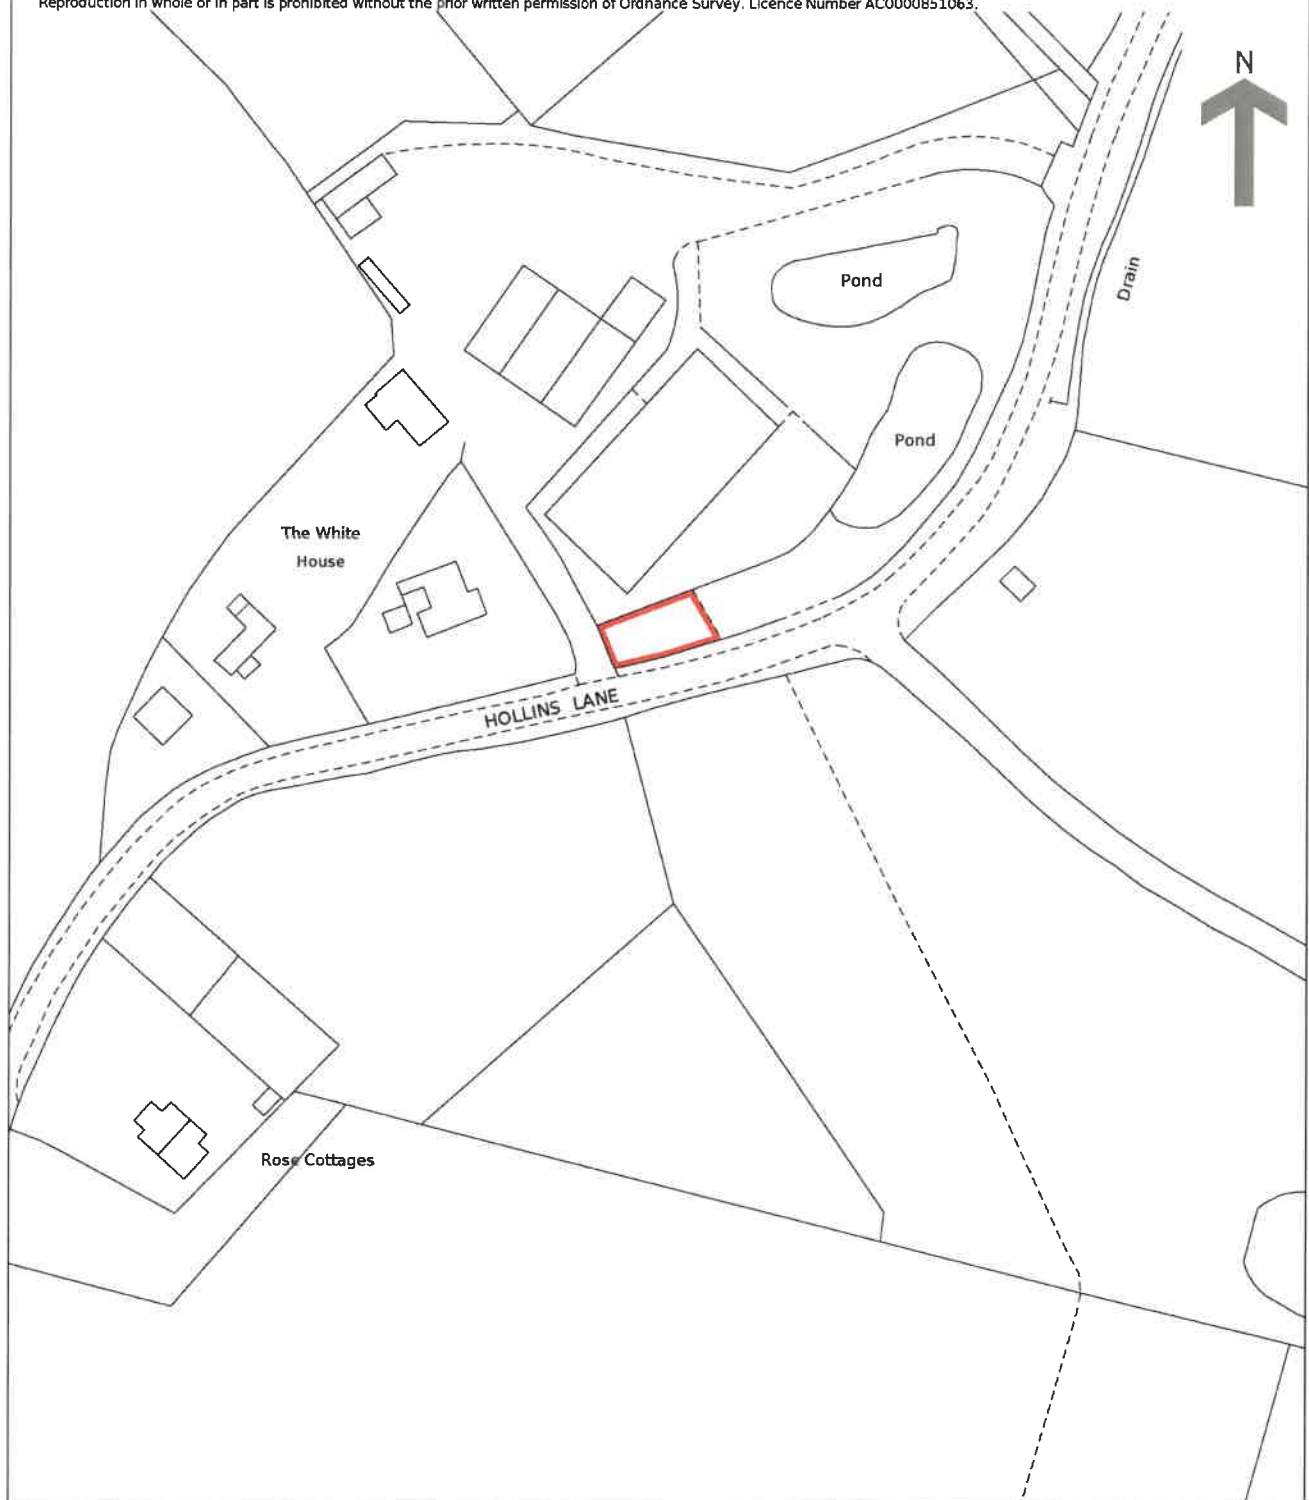 Reproduction in whole or in part is prohibited without the prior written permission of Ordnance Survey. Licence Number AC0000851063.
N
Pond
Drain
Pond
The White
House
HOLLINS LANE
Rose Cottages